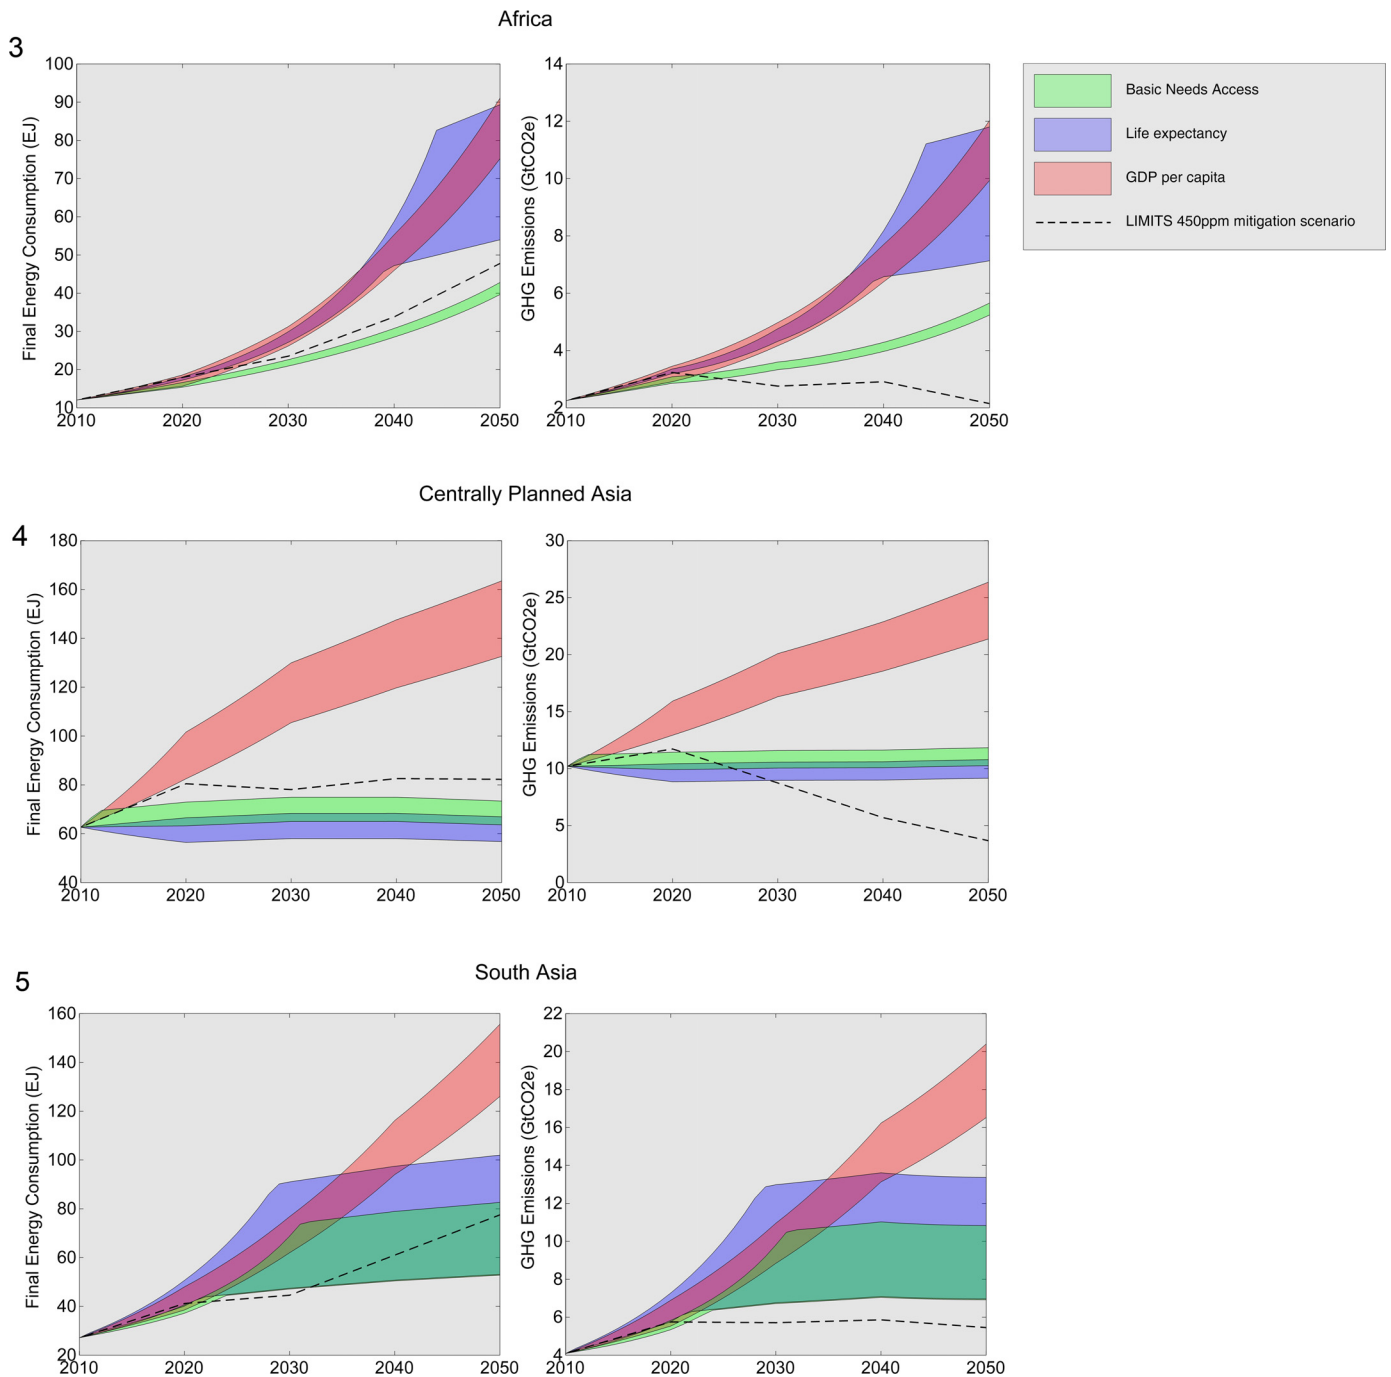 Africa
3
Final Energy Consumption (EJ)
100
90
80
70
60
50
40
30
20
10
2010 2020 2030 2040 2050
GHG Emissions (GtCO2e)
14
12
10
8
6
4
2
2010 2020 2030 2040 2050
Basic Needs Access
Life expectancy
GDP per capita
LIMITS 450ppm mitigation scenario
Centrally Planned Asia
4
Final Energy Consumption (EJ)
180
160
140
120
100
80
60
40
2010 2020 2030 2040 2050
GHG Emissions (GtCO2e)
30
25
20
15
10
5
0
2010 2020 2030 2040 2050
South Asia
5
Final Energy Consumption (EJ)
160
140
120
100
80
60
40
20
2010 2020 2030 2040 2050
GHG Emissions (GtCO2e)
22
20
18
16
14
12
10
8
6
4
2010 2020 2030 2040 2050